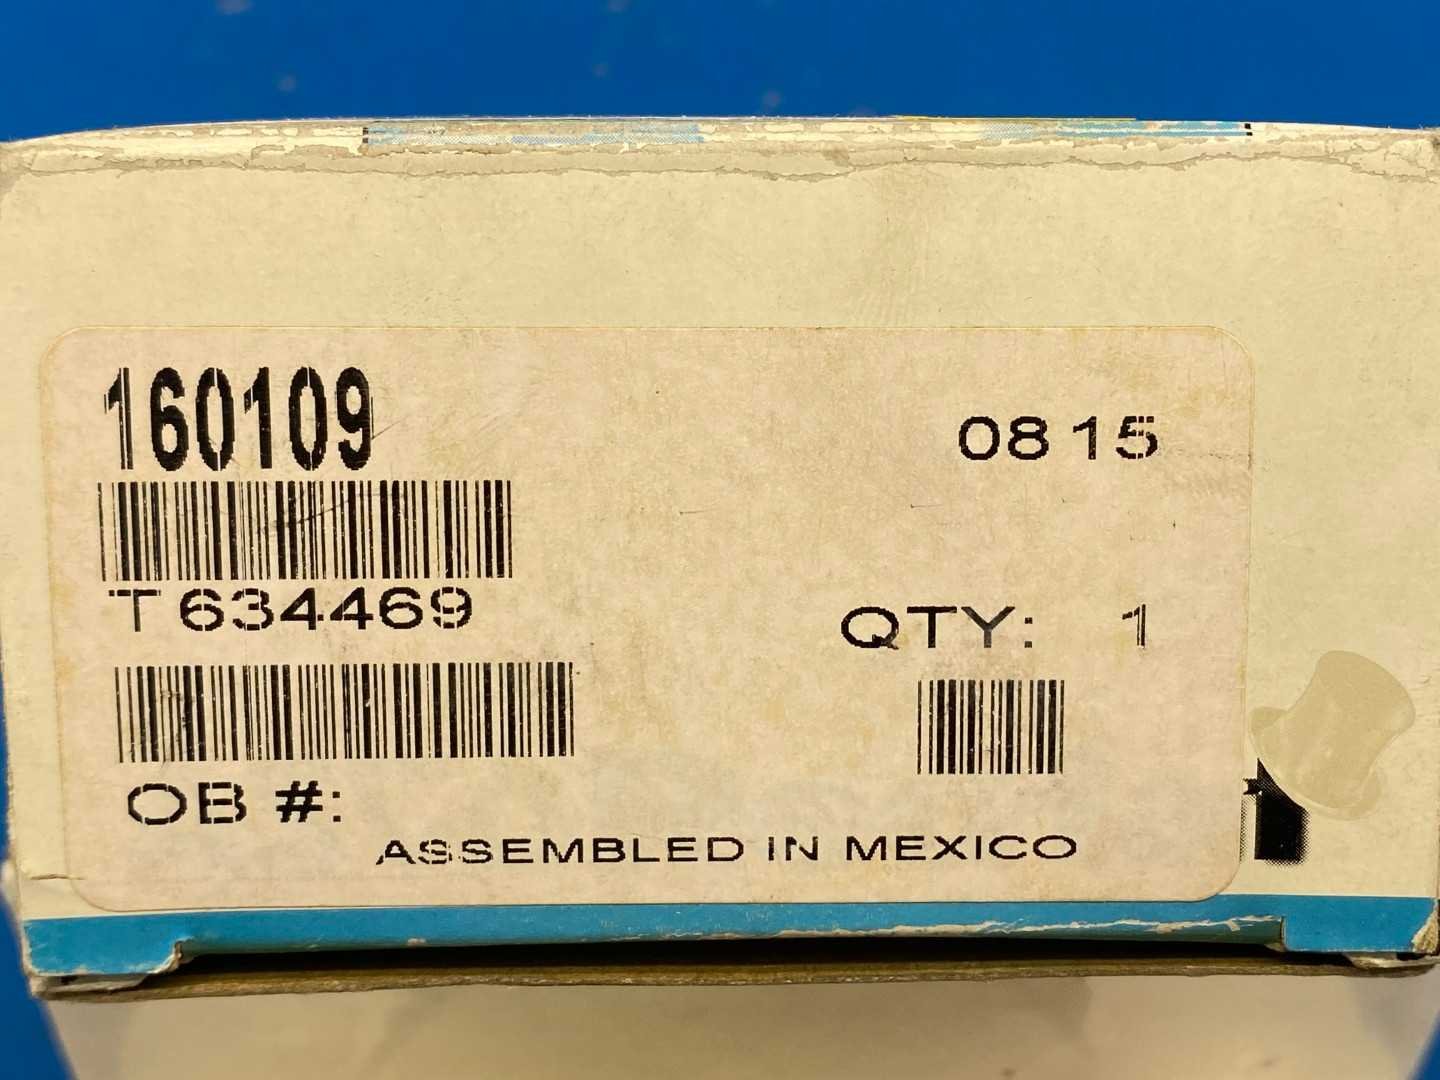 160109
0815
T634469
QTY: 1
OB #:
ASSEMBLED IN MEXICO